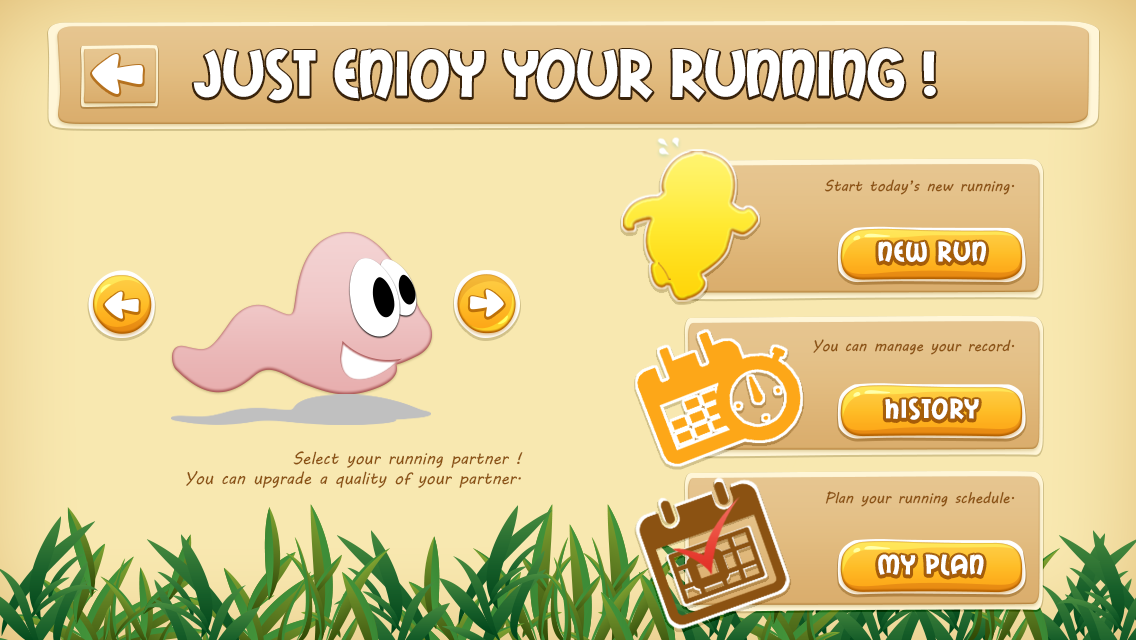 JUST ENJOY YOUR RUNNING !
Start today's new running.
NEW RUN
You can manage your record.
hISTORY
Select your running partner !
You can upgrade a quality of your partner.
Plan your running schedule.
MY PLAN